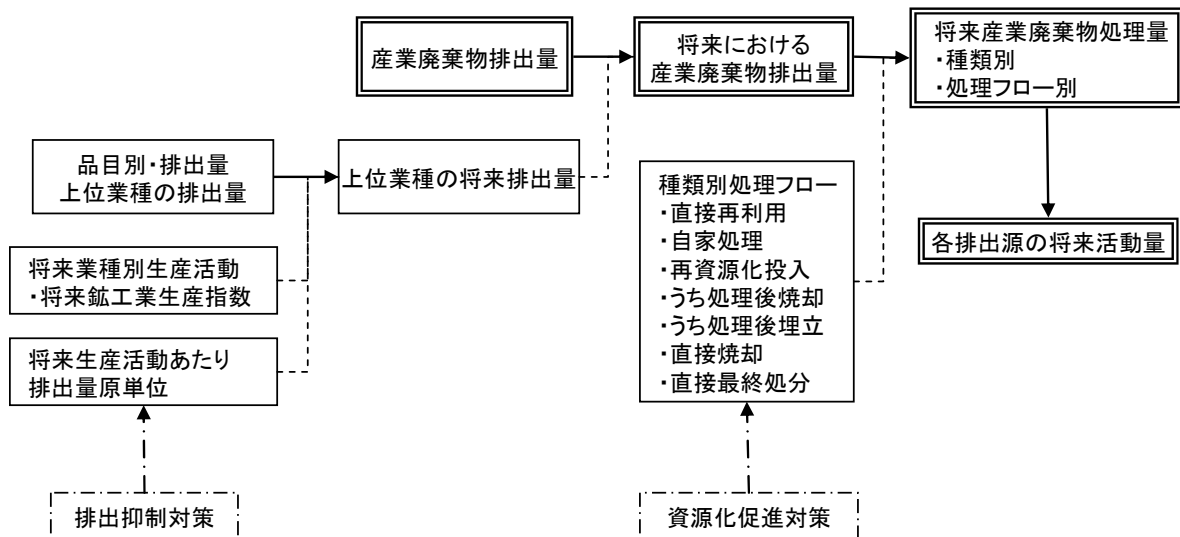 産業廃棄物排出量
将来における
産業廃棄物排出量
将来産業廃棄物処理量
・種類別
・処理フロー別
品目別・排出量
上位業種の排出量
上位業種の将来排出量
種類別処理フロー
・直接再利用
・自家処理
・再資源化投入
・うち処理後焼却
・うち処理後埋立
・直接焼却
・直接最終処分
各排出源の将来活動量
将来業種別生産活動
・将来鉱工業生産指数
将来生産活動あたり
排出量原単位
排出抑制対策
資源化促進対策